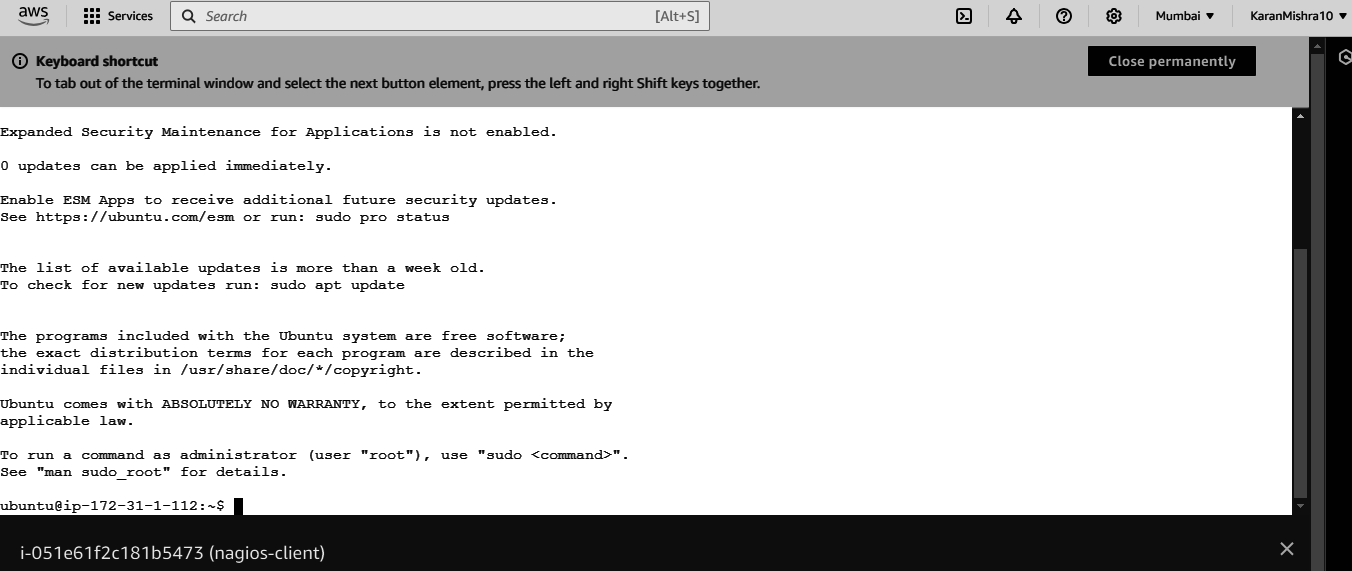 aws
Services
Search
[Alt+S]
Mumbai
KaranMishra10
Keyboard shortcut
To tab out of the terminal window and select the next button element, press the left and right Shift keys together.
Close permanently
Expanded Security Maintenance for Applications is not enabled.
0 updates can be applied immediately.
Enable ESM Apps to receive additional future security updates.
See https://ubuntu.com/esm or run: sudo pro status
The list of available updates is more than a week old.
To check for new updates run: sudo apt update
The programs included with the Ubuntu system are free software;
the exact distribution terms for each program are described in the
individual files in /usr/share/doc/*/copyright.
Ubuntu comes with ABSOLUTELY NO WARRANTY, to the extent permitted by
applicable law.
To run a command as administrator (user "root"), use "sudo <command>".
See "man sudo_root" for details.
ubuntu@ip-172-31-1-112:~$
i-051e61f2c181b5473 (nagios-client)